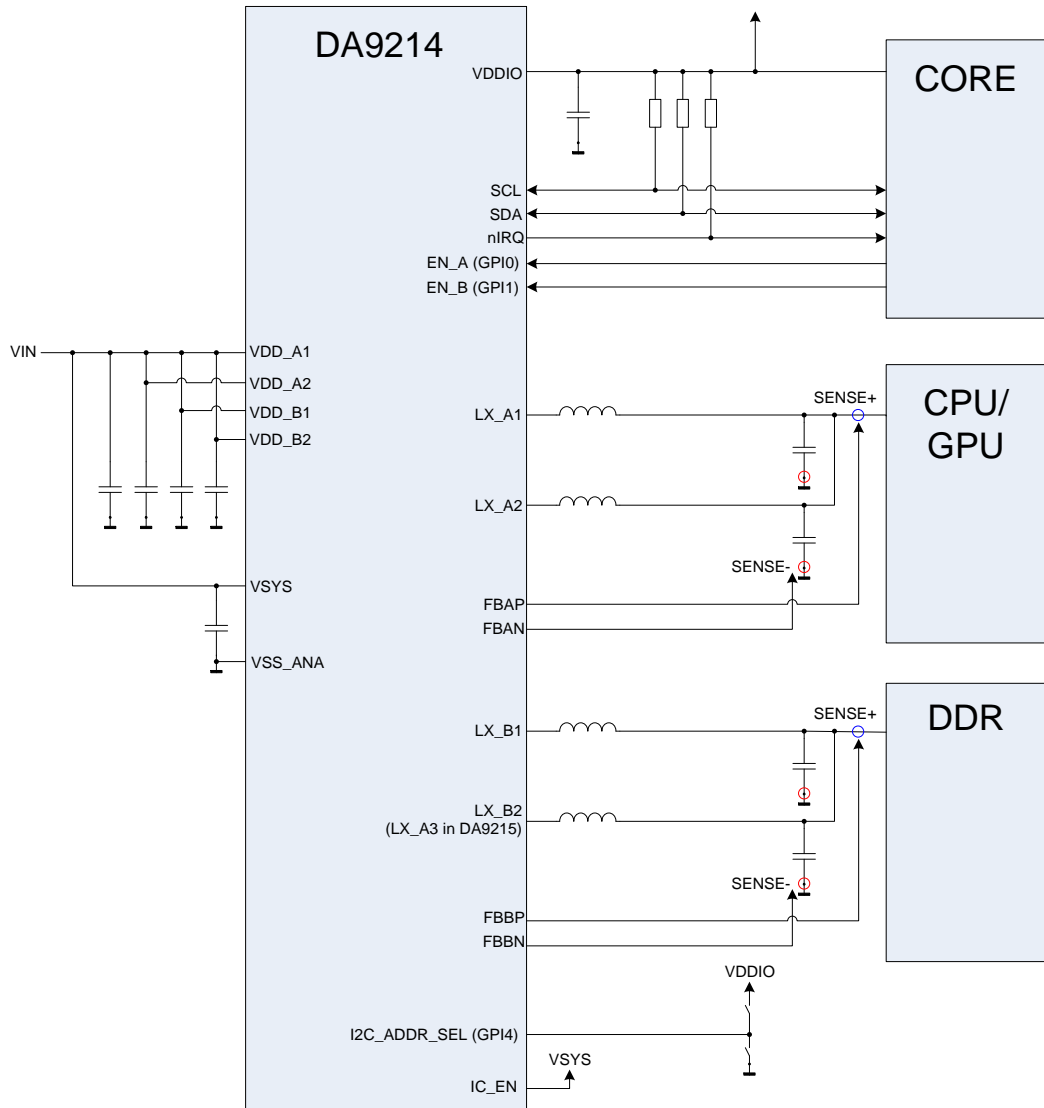 DA9214
VDDIO
CORE
SCL
SDA
nIRQ
EN_A (GPI0)
EN_B (GPI1)
VIN
VDD_A1
VDD_A2
VDD_B1
VDD_B2
LX_A1
SENSE+
CPU/
GPU
LX_A2
SENSE-
VSYS
FBAP
FBAN
VSS_ANA
LX_B1
SENSE+
DDR
LX_B2
(LX_A3 in DA9215)
SENSE-
FBBP
FBBN
VDDIO
I2C_ADDR_SEL (GPI4)
VSYS
IC_EN